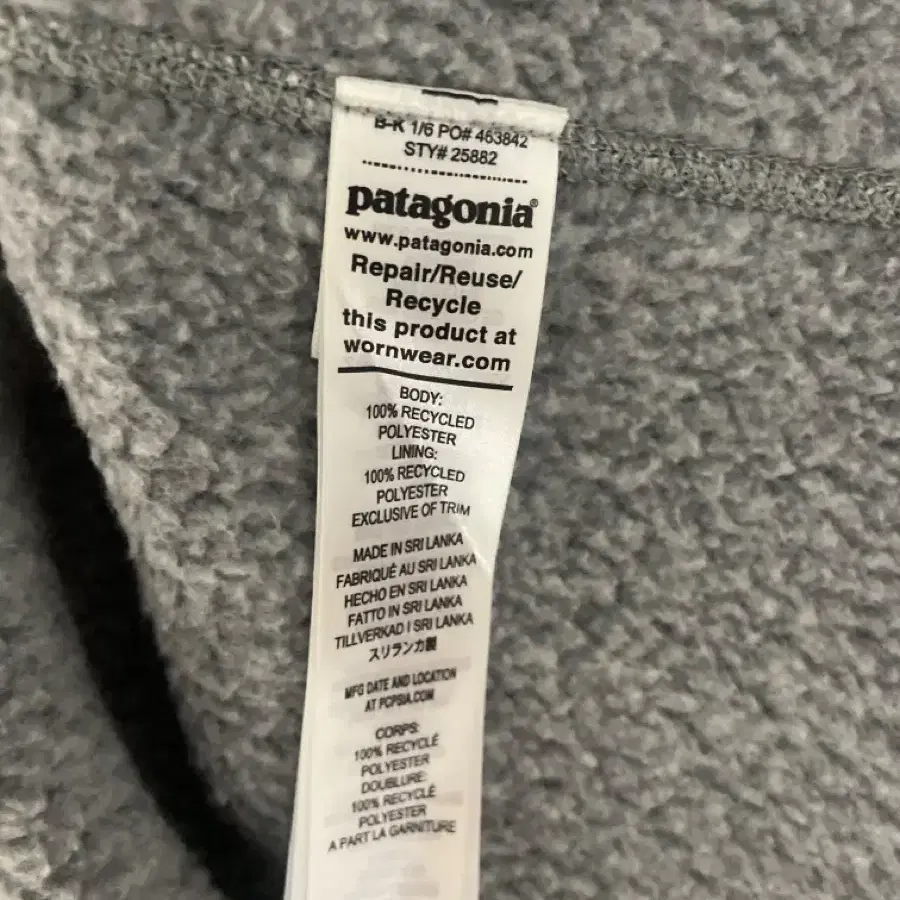 B-K 1/6 PO# 463842
STY# 25882
patagonia®
www.patagonia.com
Repair/Reuse/
Recycle
this product at
wornwear.com
BODY:
100% RECYCLED
POLYESTER
LINING:
100% RECYCLED
POLYESTER
EXCLUSIVE OF TRIM
MADE IN SRI LANKA
FABRIQUÉ AU SRI LANKA
HECHO EN SRI LANKA
FATTO IN SRI LANKA
TILLVERKAD I SRI LANKA
スリランカ製
MFG DATE AND LOCATION
AT PCPSIA.COM
CORPS:
100% RECYCLÉ
POLYESTER
DOUBLURE:
100% RECYCLÉ
POLYESTER
A PART LA GARNITURE